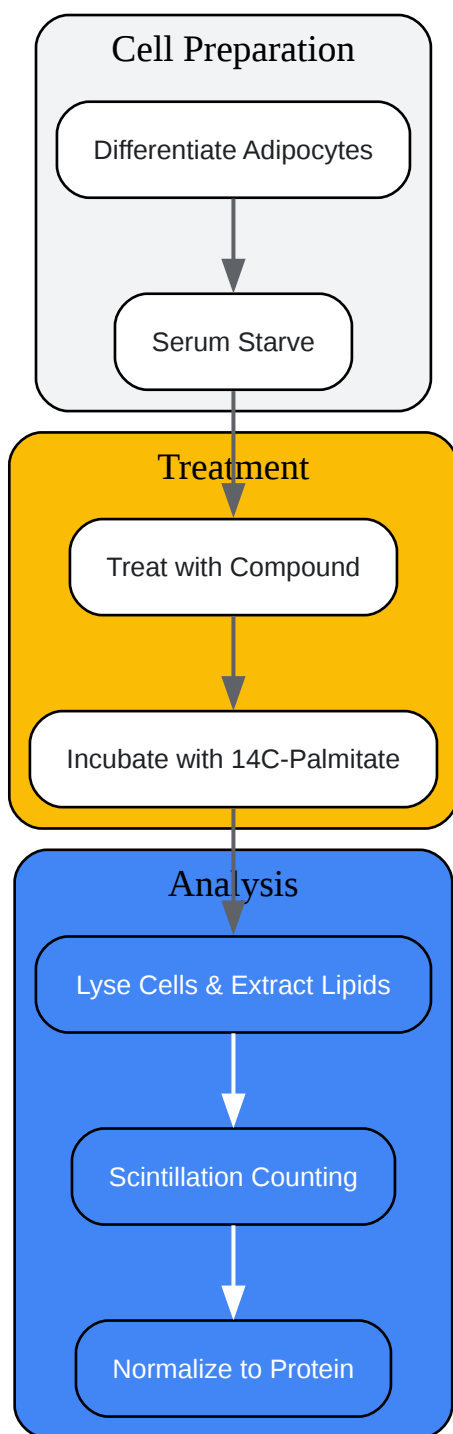 Cell Preparation
Differentiate Adipocytes
Serum Starve
Treatment
Treat with Compound
Incubate with 14C-Palmitate
Analysis
Lyse Cells & Extract Lipids
Scintillation Counting
Normalize to Protein